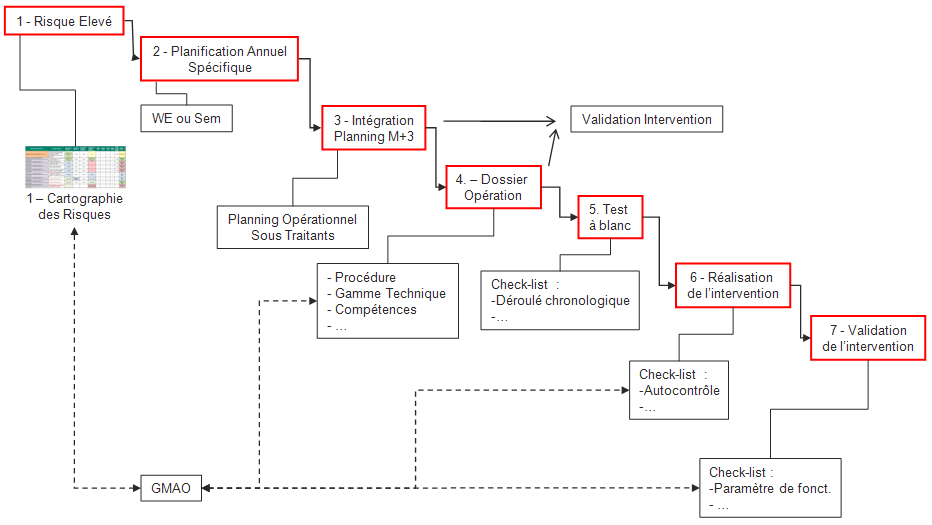 1 - Risque Elevé
2 - Planification Annuel
Spécifique
WE ou Sem
3 - Intégration
Planning M+3
Validation Intervention
1 – Cartographie
des Risques
Planning Opérationnel
Sous Traitants
4. – Dossier
Opération
5. Test
à blanc
- Procédure
- Gamme Technique
- Compétences
- ...
Check-list :
-Déroulé chronologique
-...
6 - Réalisation
de l'intervention
7 - Validation
de l'intervention
Check-list :
-Autocontrôle
-...
GMAO
Check-list :
-Paramètre de fonct.
- ...